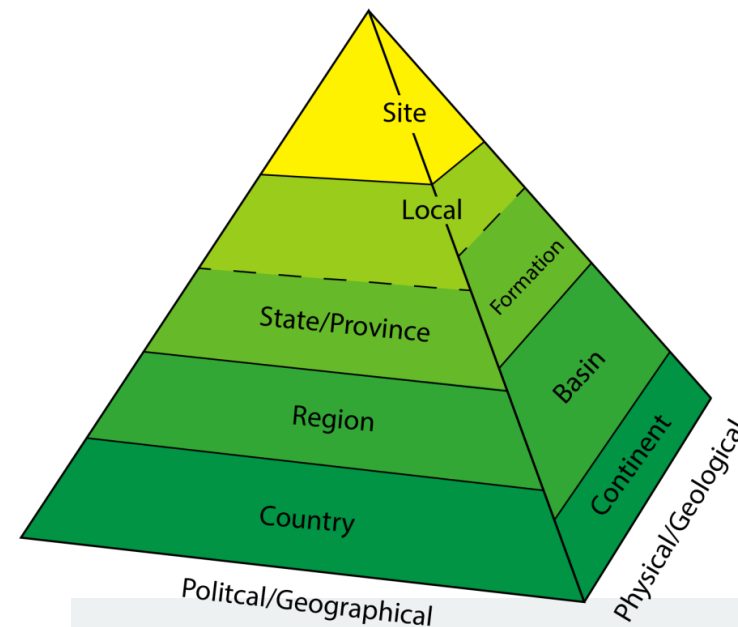 Site
Local
Formation
State/Province
Basin
Region
Continent
Country
Politcal/Geographical
Physical/Geological